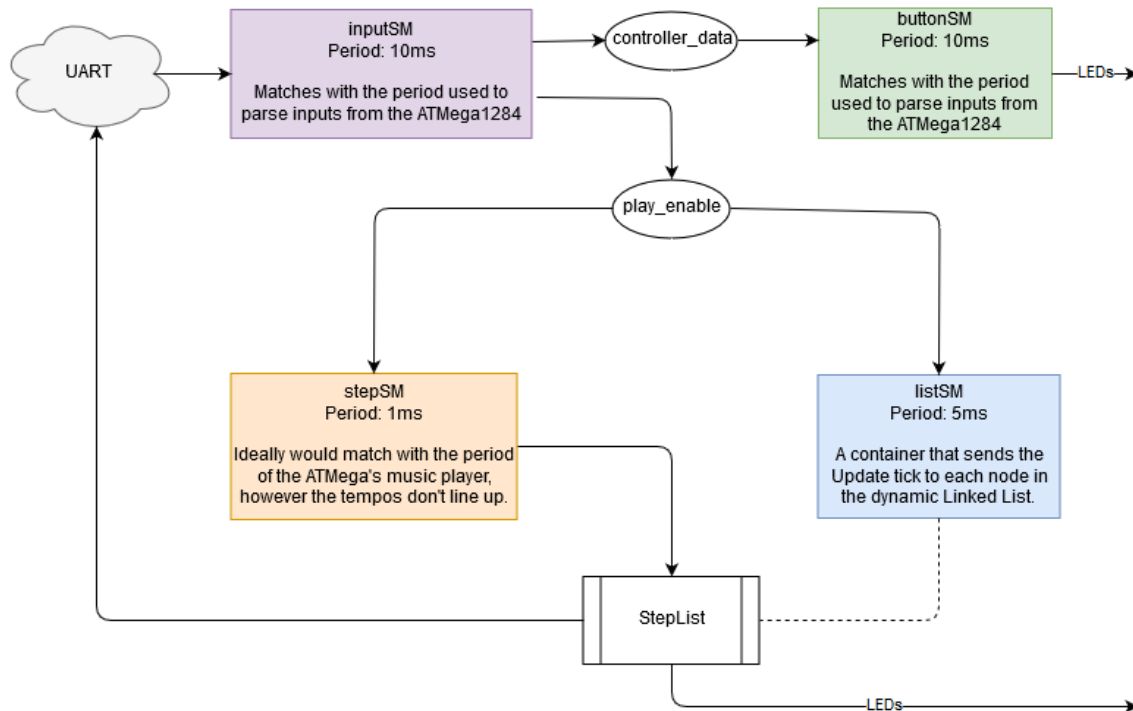 UART
inputSM
Period: 10ms
Matches with the period used to
parse inputs from the ATMega1284
controller_data
buttonSM
Period: 10ms
Matches with the period
used to parse inputs from
the ATMega1284
LEDs
play_enable
stepSM
Period: 1ms
Ideally would match with the period
of the ATMega's music player,
however the tempos don't line up.
listSM
Period: 5ms
A container that sends the
Update tick to each node in
the dynamic Linked List.
StepList
LEDs